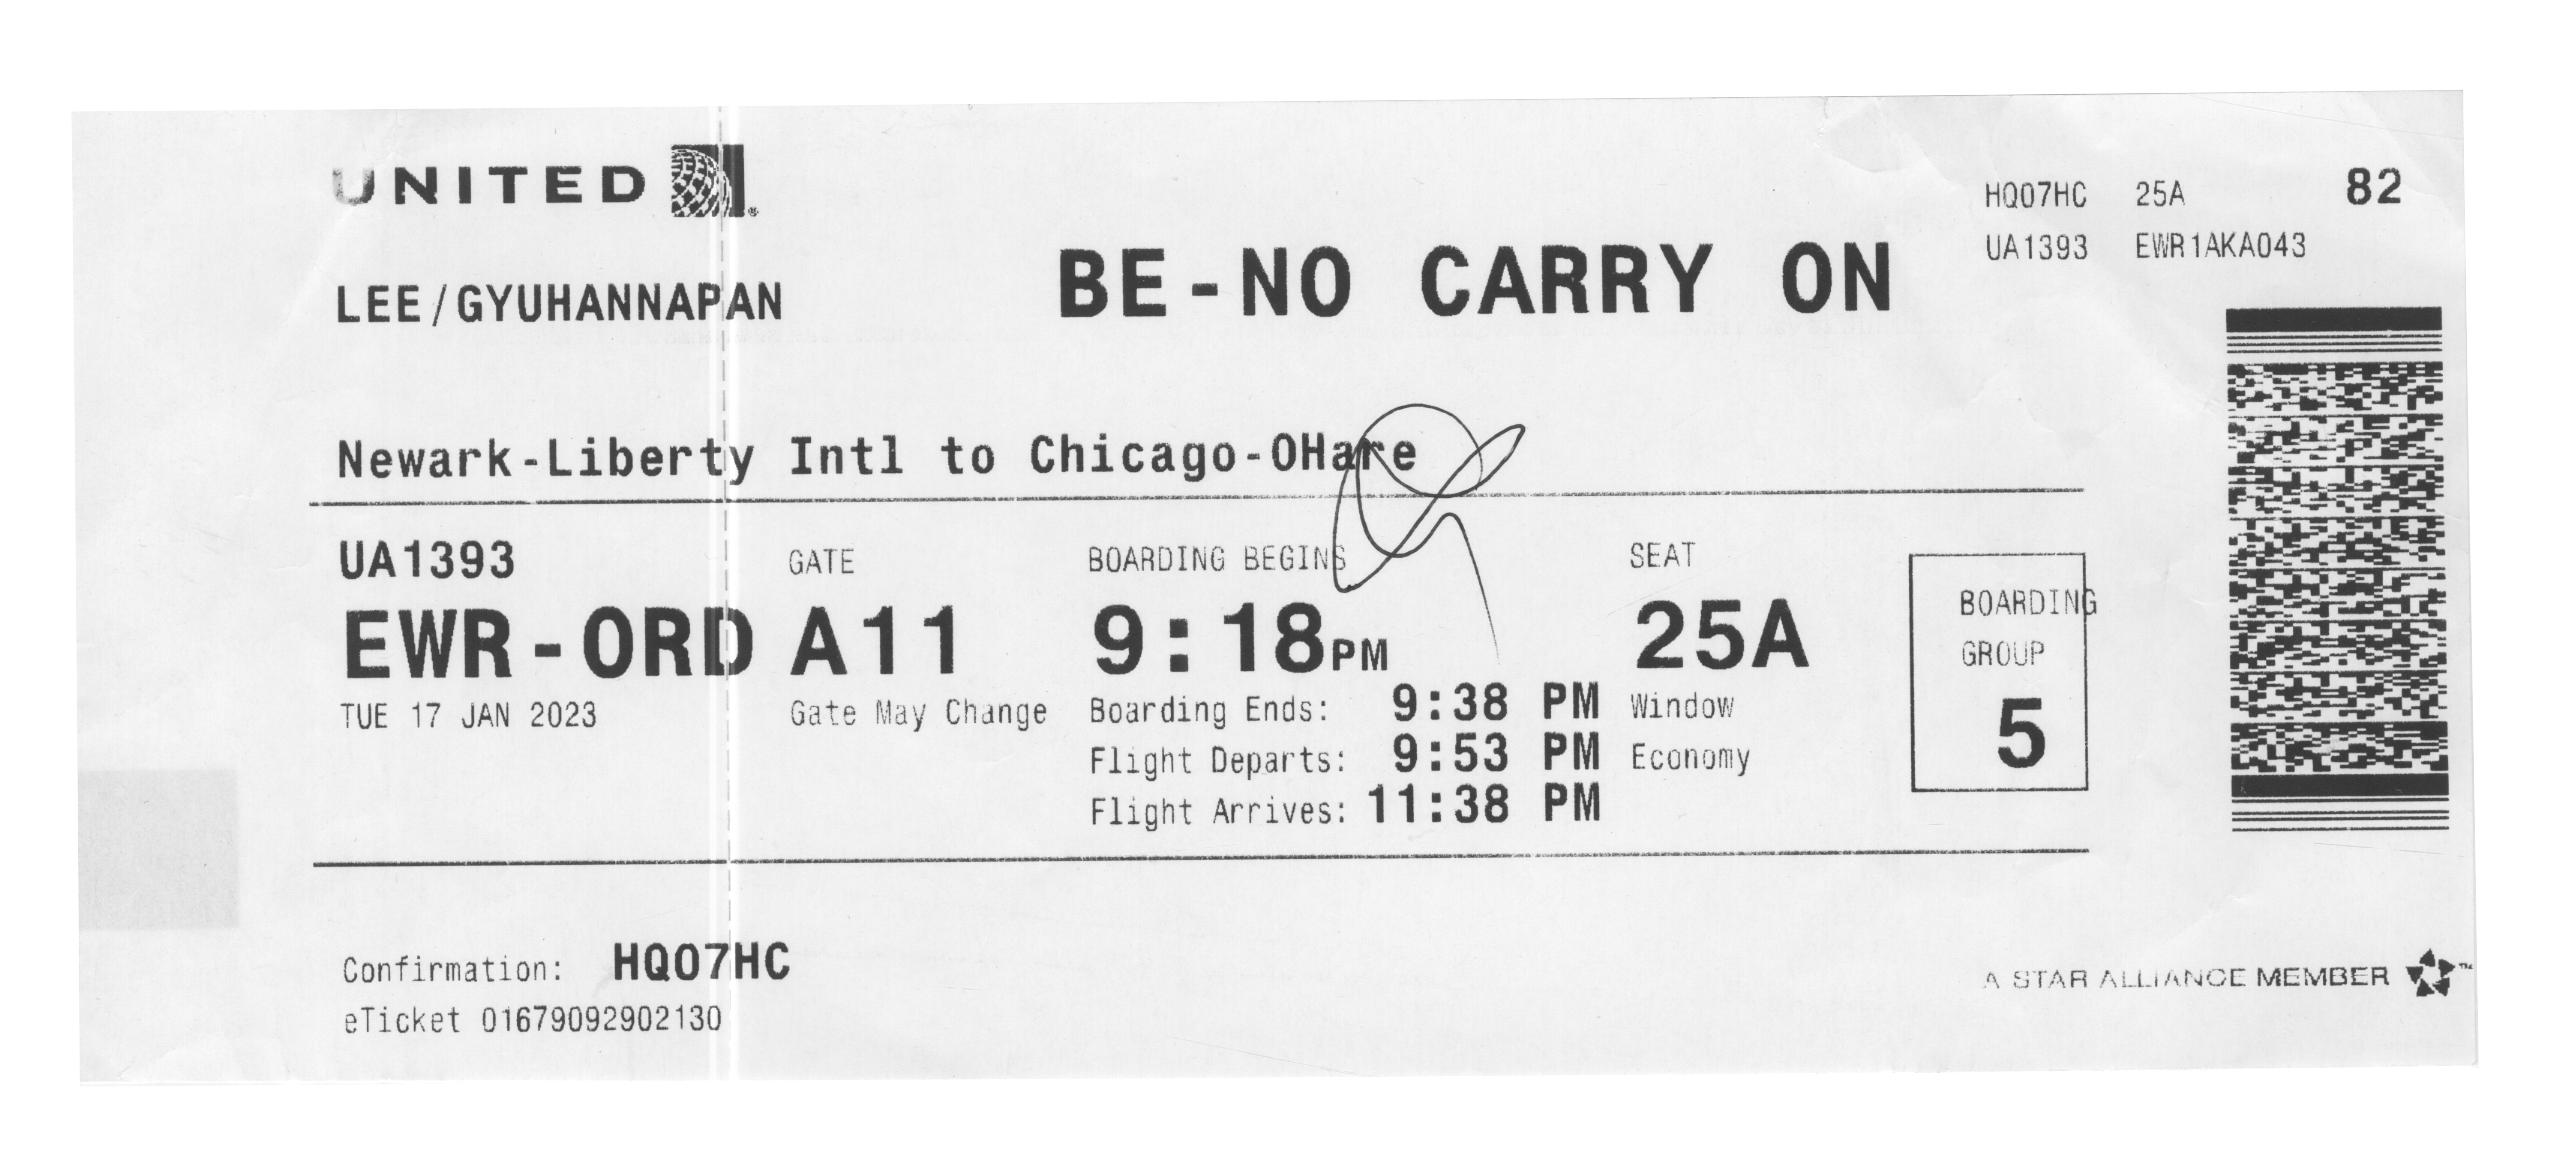 UNITED
HQ07HC 25A 82
UA1393 EWR1AKA043
LEE/GYUHANNAPAN
BE-NO CARRY ON
Newark-Liberty Intl to Chicago-OHare
UA1393
EWR-ORD
TUE 17 JAN 2023
GATE
A11
Gate May Change
BOARDING BEGINS
9:18PM
Boarding Ends: 9:38 PM
Flight Departs: 9:53 PM
Flight Arrives: 11:38 PM
SEAT
25A
Window
Economy
BOARDING
GROUP
5
Confirmation: HQ07HC
eTicket 01679092902130
A STAR ALLIANCE MEMBER ™